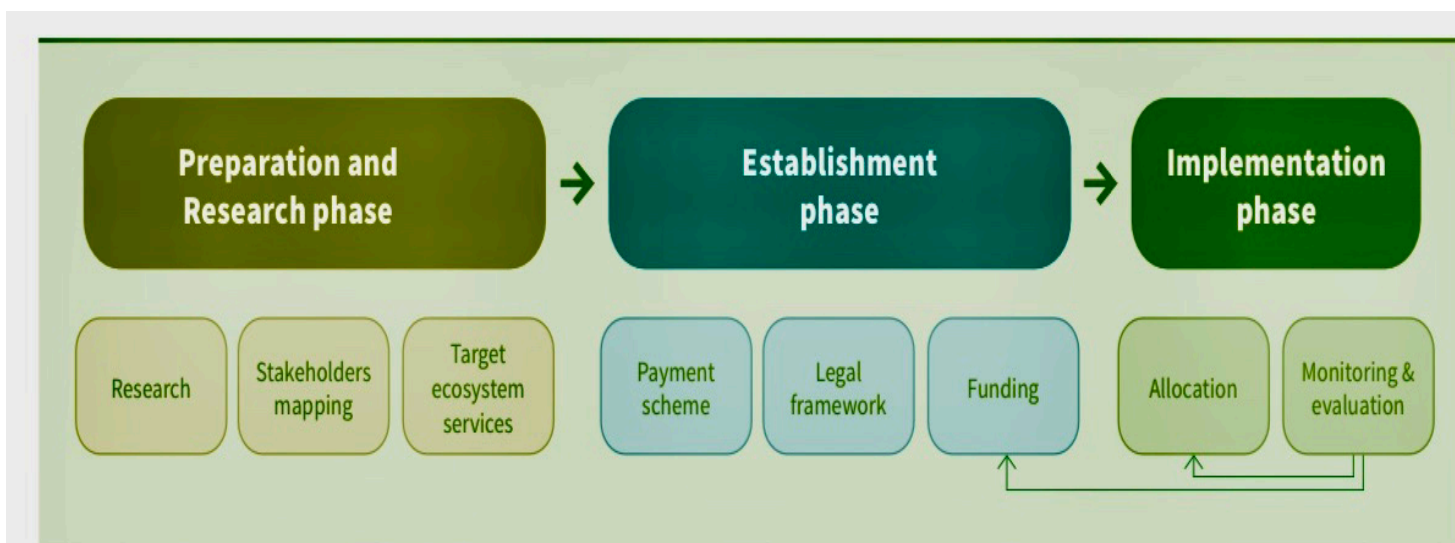 Preparation and
Research phase
Establishment
phase
Implementation
phase
Research
Stakeholders
mapping
Target
ecosystem
services
Payment
scheme
Legal
framework
Funding
Allocation
Monitoring &
evaluation